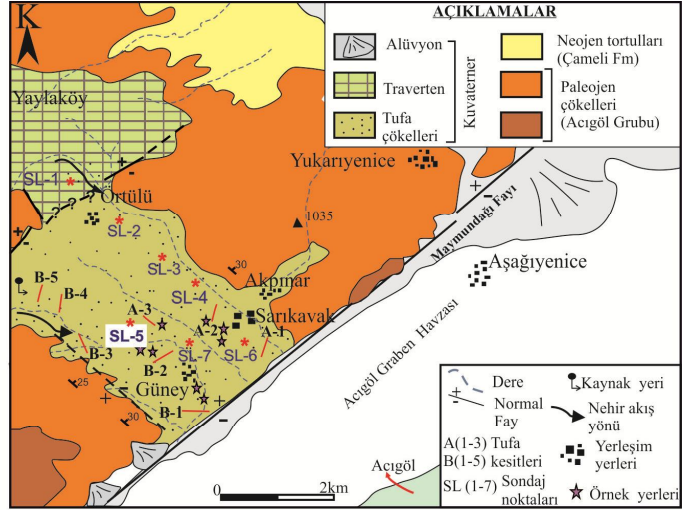 K
AÇIKLAMALAR
Alüvyon
Traverten
Tufa
çökelleri
Kuvaterner
Neojen tortulları
(Çameli Fm)
Paleojen
çökelleri
(Acıgöl Grubu)
Yaylaköy
Yukarıyenice
SL-1
? ? ?
Örtülü
SL-2
1035
Maymundağı Fayı
SL-3
30
Aşağıyenice
B-5
B-4
SL-4
Akpınar
A-3
Sarıkavak
SL-5
A-2
A-1
B-3
SL-7
SL-6
B-2
Acıgöl Graben Havzası
25
Güney
B-1
30
Acıgöl
0 2km
Dere
Kaynak yeri
Normal
Fay
Nehir akış
yönü
A(1-3) Tufa
B(1-5) kesitleri
Yerleşim
yerleri
SL (1-7) Sondaj
noktaları
Örnek yerleri
+ -